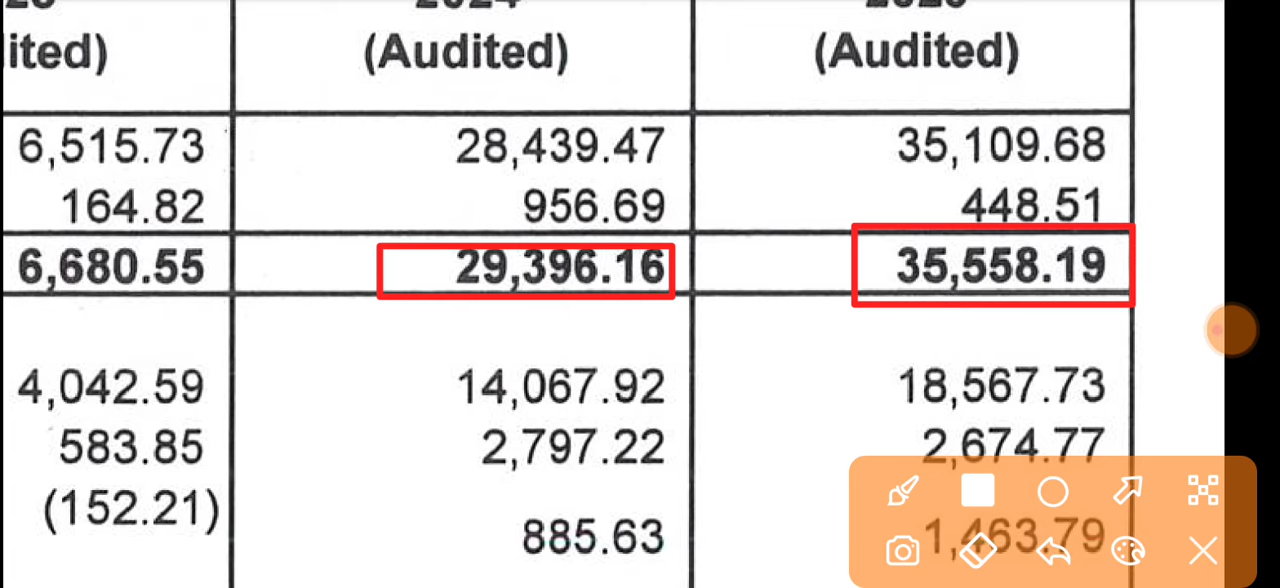 (Audited) (Audited)
6,515.73 28,439.47 35,109.68
164.82 956.69 448.51
6,680.55 29,396.16 35,558.19
4,042.59 14,067.92 18,567.73
583.85 2,797.22 2,674.77
(152.21)
885.63 1,463.79